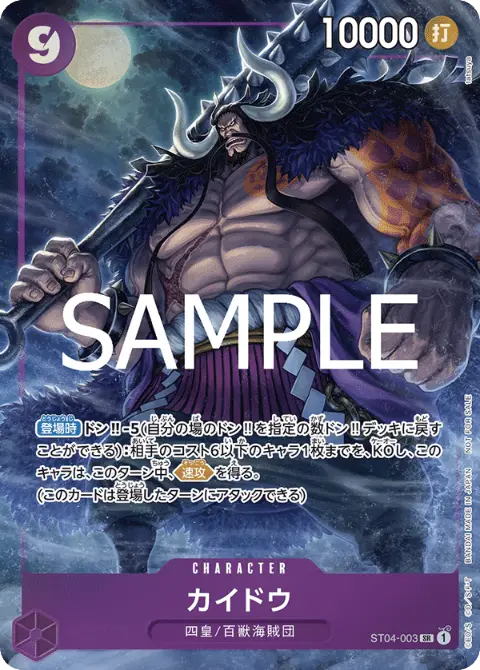 9
10000 打
tatsuya
SAMPLE
登場時 ドン!!-5(自分の場のドン!!を指定の数ドン!!デッキに戻す
ことができる):相手のコスト6以下のキャラ1枚までを、KOし、この
キャラは、このターン中、速攻を得る。
(このカードは登場したターンにアタックできる)
CHARACTER
カイドウ
四皇/百獣海賊団
ST04-003 SR 1
BANDAI MADE IN JAPAN NOT FOR SALE